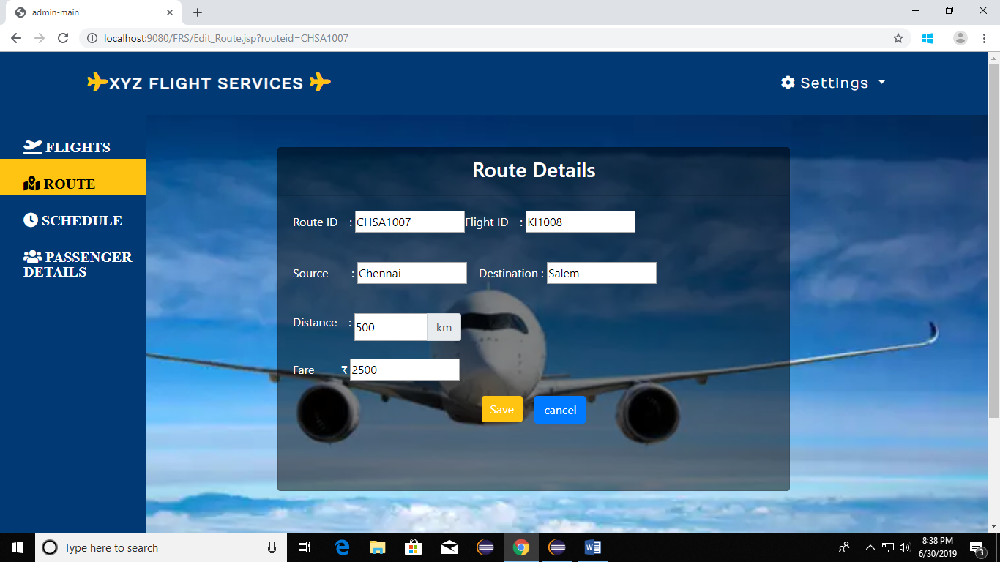 admin-main
localhost:9080/FRS/Edit_Route.jsp?routeid=CHSA1007
XYZ FLIGHT SERVICES
Settings
FLIGHTS
ROUTE
SCHEDULE
PASSENGER
DETAILS
Route Details
Route ID : CHSA1007 Flight ID : KI1008
Source : Chennai Destination : Salem
Distance : 500 km
Fare ₹ 2500
Save cancel
Type here to search
8:38 PM
6/30/2019
3